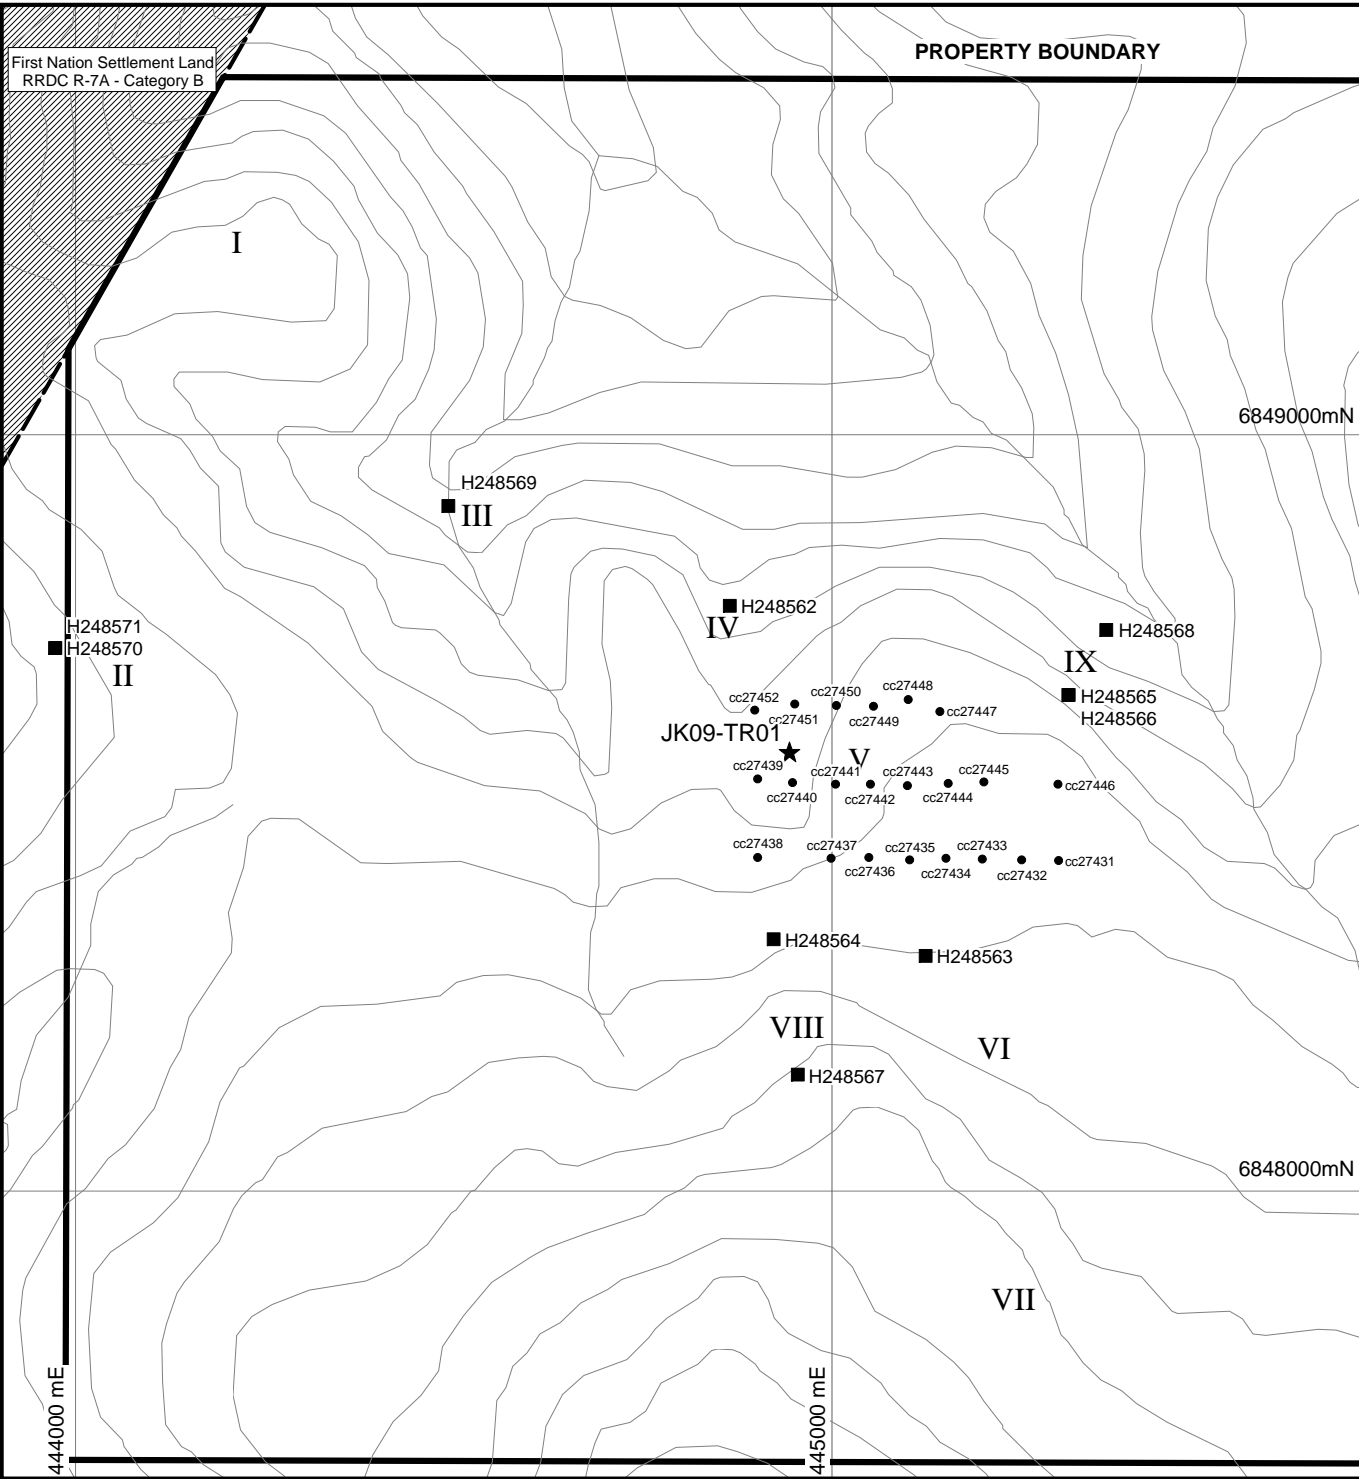 PROPERTY BOUNDARY
First Nation Settlement Land
RRDC R-7A - Category B
I
6849000mN
H248569
III
H248562
IV
H248571
H248570
II
H248568
IX
H248565
H248566
cc27452
cc27451
cc27450
cc27449
cc27448
cc27447
JK09-TR01
V
cc27439
cc27440
cc27441
cc27442
cc27443
cc27444
cc27445
cc27446
cc27438
cc27437
cc27436
cc27435
cc27434
cc27433
cc27432
cc27431
H248564
H248563
VIII
VI
H248567
6848000mN
VII
444000 mE
445000 mE